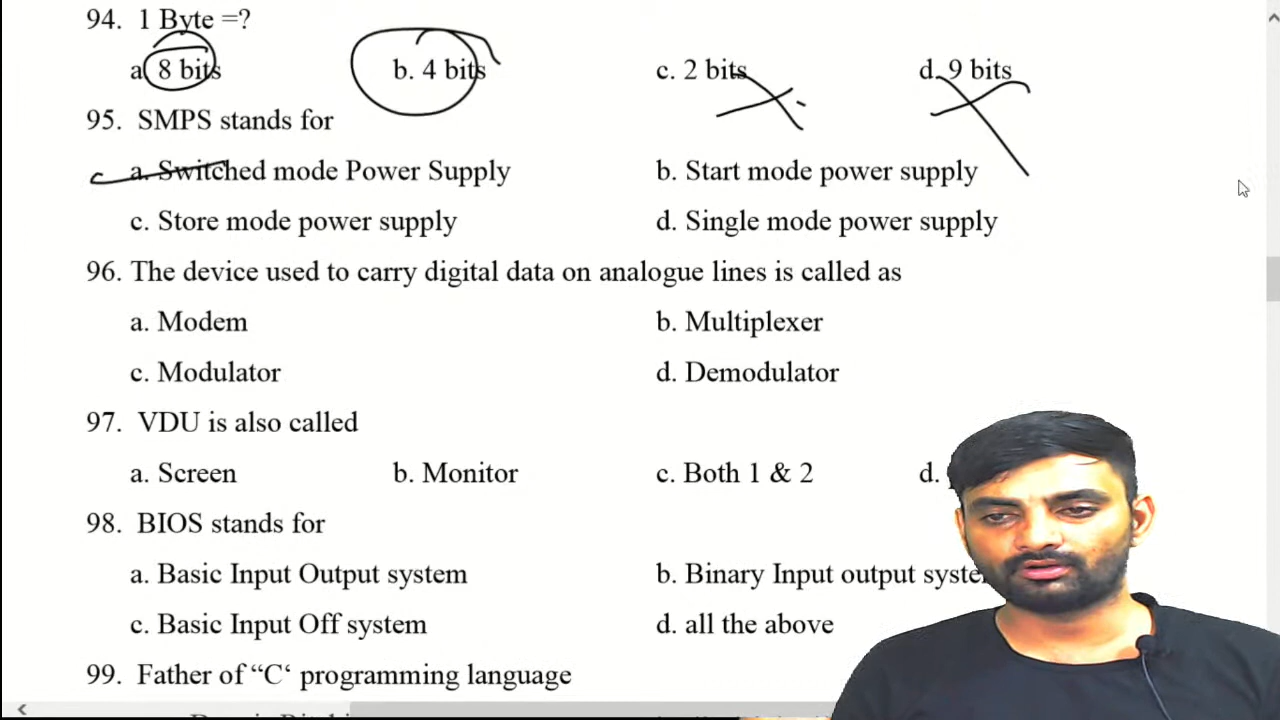 94. 1 Byte =?
a. 8 bits b. 4 bits c. 2 bits d. 9 bits
95. SMPS stands for
a. Switched mode Power Supply b. Start mode power supply
c. Store mode power supply d. Single mode power supply
96. The device used to carry digital data on analogue lines is called as
a. Modem b. Multiplexer
c. Modulator d. Demodulator
97. VDU is also called
a. Screen b. Monitor c. Both 1 & 2 d.
98. BIOS stands for
a. Basic Input Output system b. Binary Input output
c. Basic Input Off system d. all the above
99. Father of “C‘ programming language